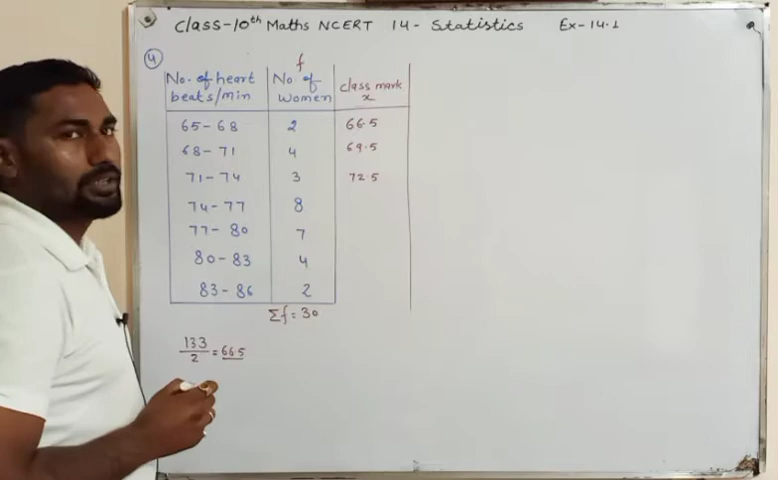 Class-10th Maths NCERT 14- Statistics Ex-14.1
4
f
No. of heart beats/min No. of women class mark x
65-68 2 66.5
68-71 4 69.5
71-74 3 72.5
74-77 8
77-80 7
80-83 4
83-86 2
Σf = 30
133/2 = 66.5